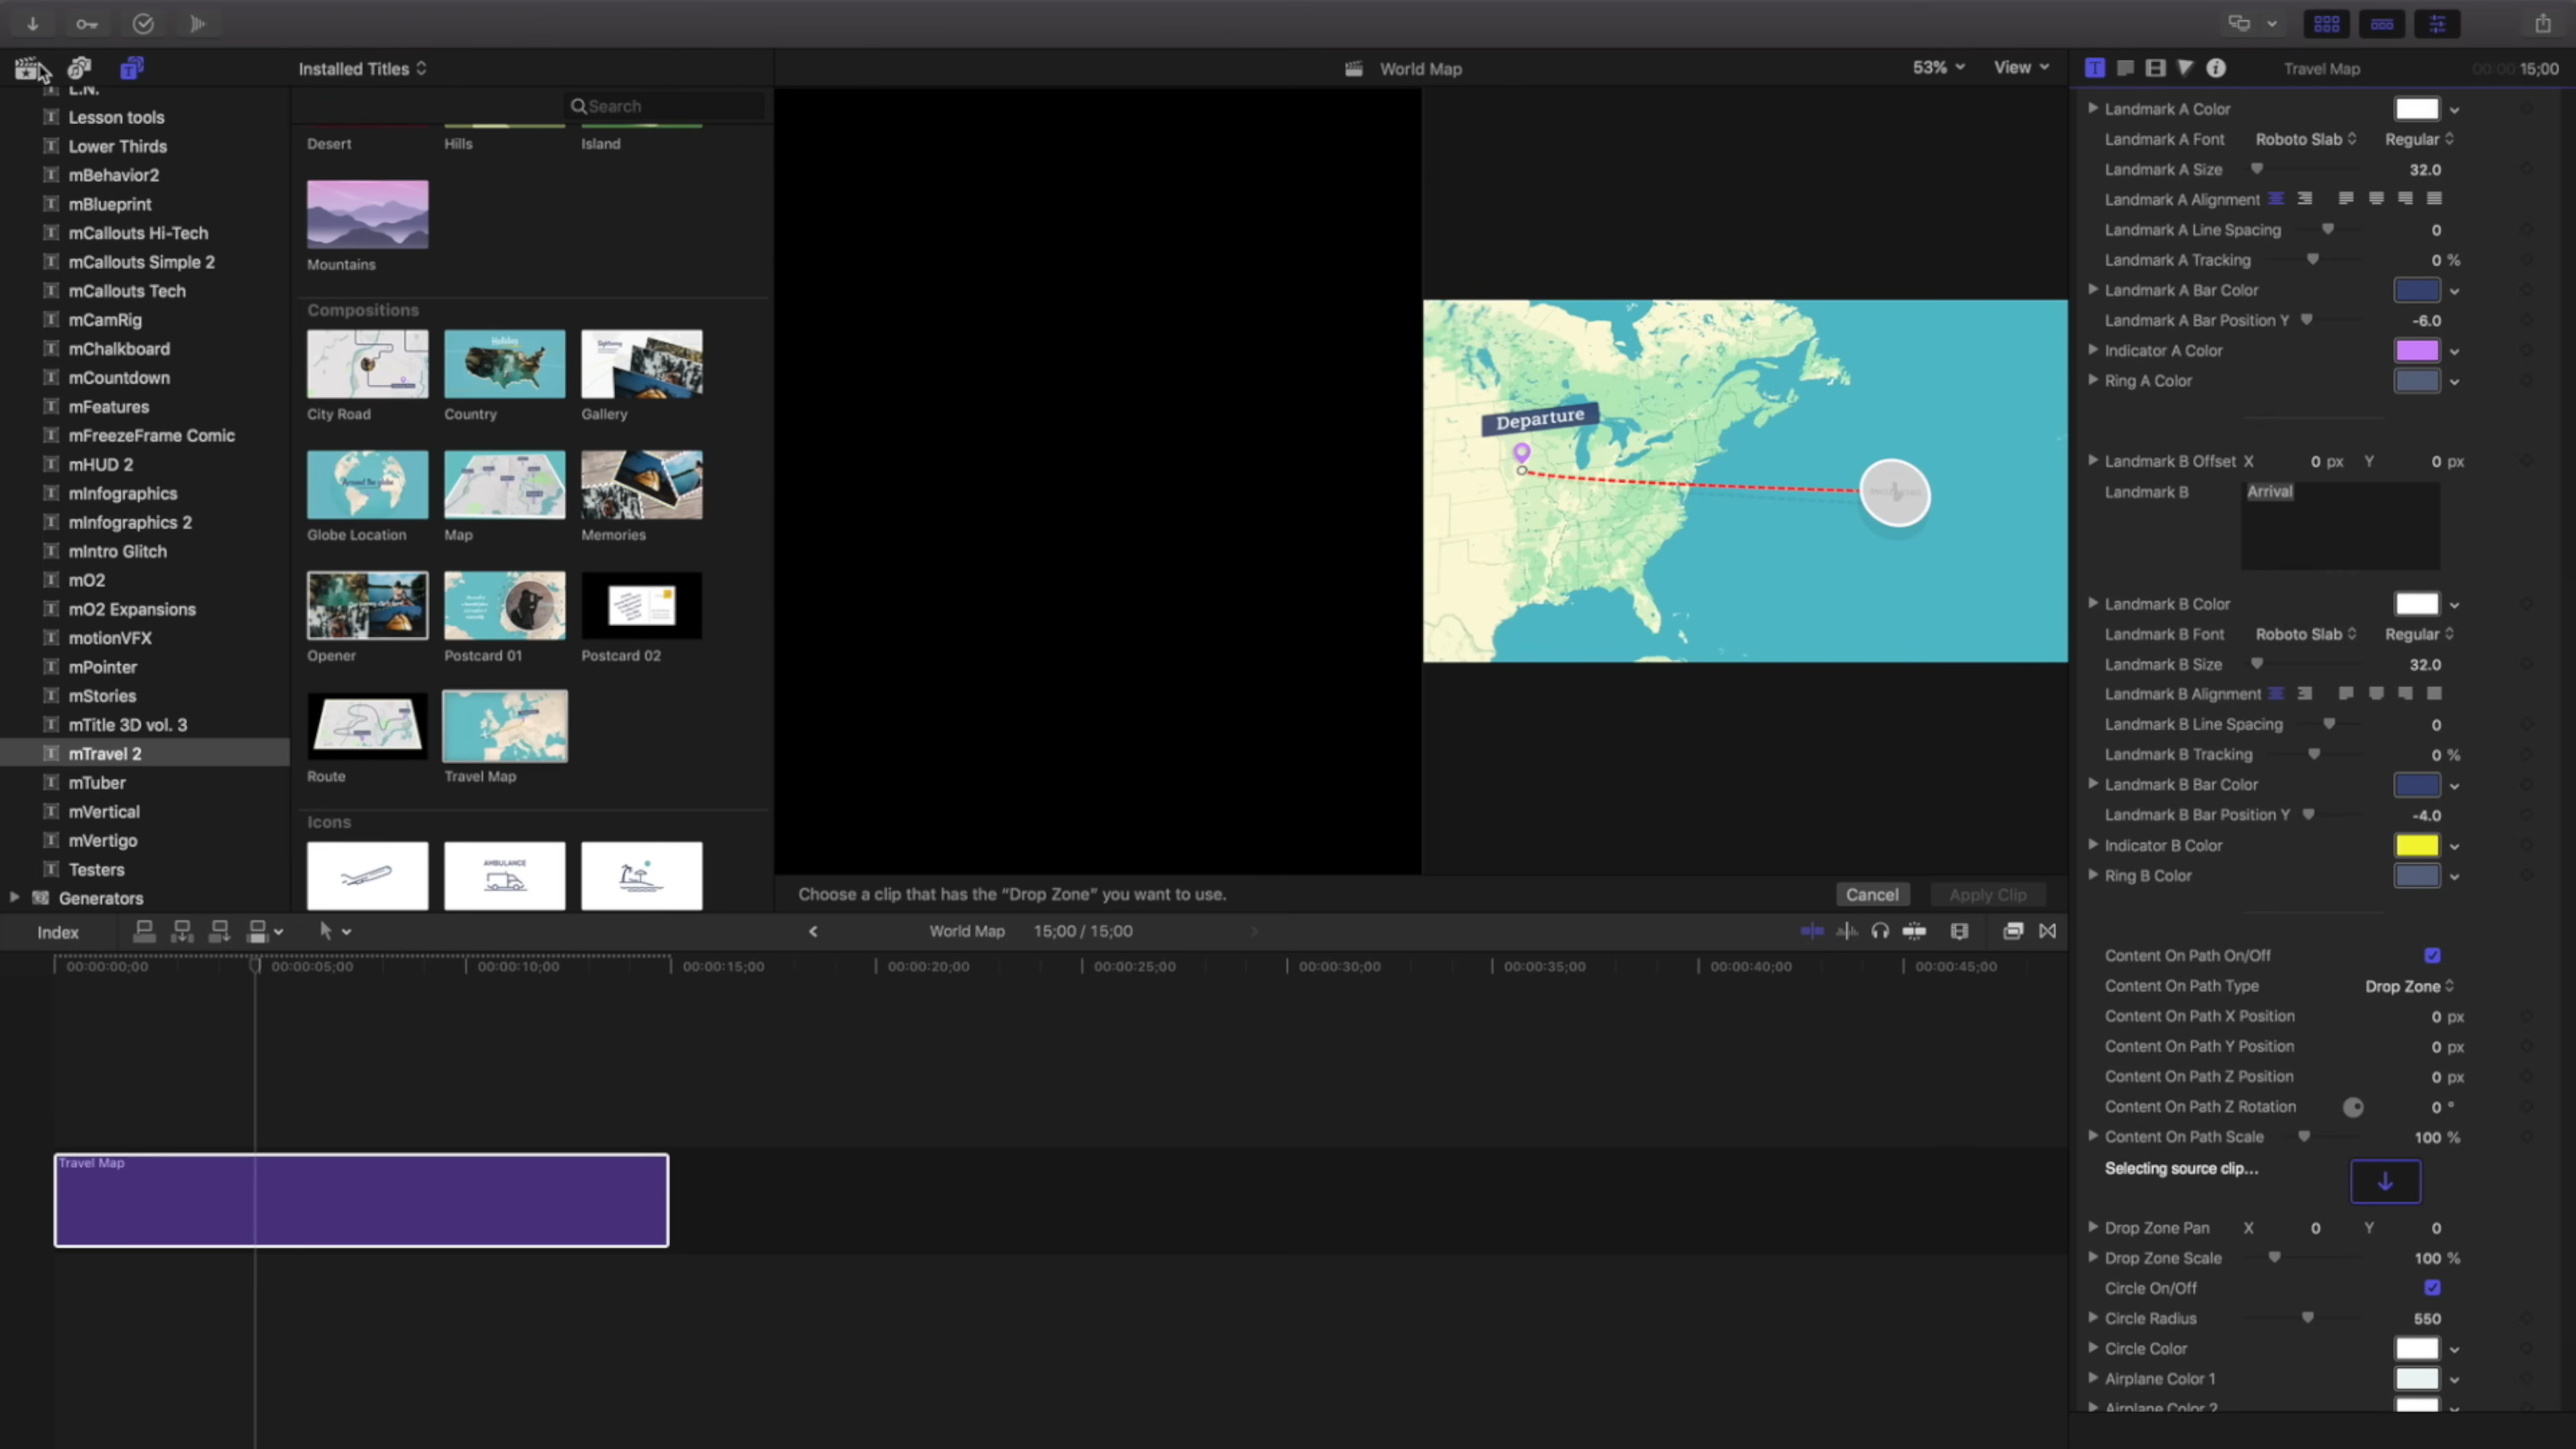 Installed Titles
World Map
53%
View
Travel Map
00:00:15;00
L.N.
Lesson tools
Lower Thirds
mBehavior2
mBlueprint
mCallouts Hi-Tech
mCallouts Simple 2
mCallouts Tech
mCamRig
mChalkboard
mCountdown
mFeatures
mFreezeFrame Comic
mHUD 2
mInfographics
mInfographics 2
mIntro Glitch
mO2
mO2 Expansions
motionVFX
mPointer
mStories
mTitle 3D vol. 3
mTravel 2
mTuber
mVertical
mVertigo
Testers
Generators
Search
Desert
Hills
Island
Mountains
Compositions
Holiday
City Road
Country
Gallery
Around the globe
Globe Location
Map
Memories
Opener
Postcard 01
Postcard 02
Route
Travel Map
Icons
AMBULANCE
Departure
Choose a clip that has the “Drop Zone” you want to use.
Cancel
Apply Clip
Landmark A Color
Landmark A Font Roboto Slab Regular
Landmark A Size 32.0
Landmark A Alignment
Landmark A Line Spacing 0
Landmark A Tracking 0 %
Landmark A Bar Color
Landmark A Bar Position Y -6.0
Indicator A Color
Ring A Color
Landmark B Offset X 0 px Y 0 px
Landmark B Arrival
Landmark B Color
Landmark B Font Roboto Slab Regular
Landmark B Size 32.0
Landmark B Alignment
Landmark B Line Spacing 0
Landmark B Tracking 0 %
Landmark B Bar Color
Landmark B Bar Position Y -4.0
Indicator B Color
Ring B Color
Content On Path On/Off
Content On Path Type Drop Zone
Content On Path X Position 0 px
Content On Path Y Position 0 px
Content On Path Z Position 0 px
Content On Path Z Rotation 0 °
Content On Path Scale 100 %
Selecting source clip...
Drop Zone Pan X 0 Y 0
Drop Zone Scale 100 %
Circle On/Off
Circle Radius 550
Circle Color
Airplane Color 1
Airplane Color 2
Index
World Map 15;00 / 15;00
00:00:00;00 00:00:05;00 00:00:10;00 00:00:15;00 00:00:20;00 00:00:25;00 00:00:30;00 00:00:35;00 00:00:40;00 00:00:45;00
Travel Map